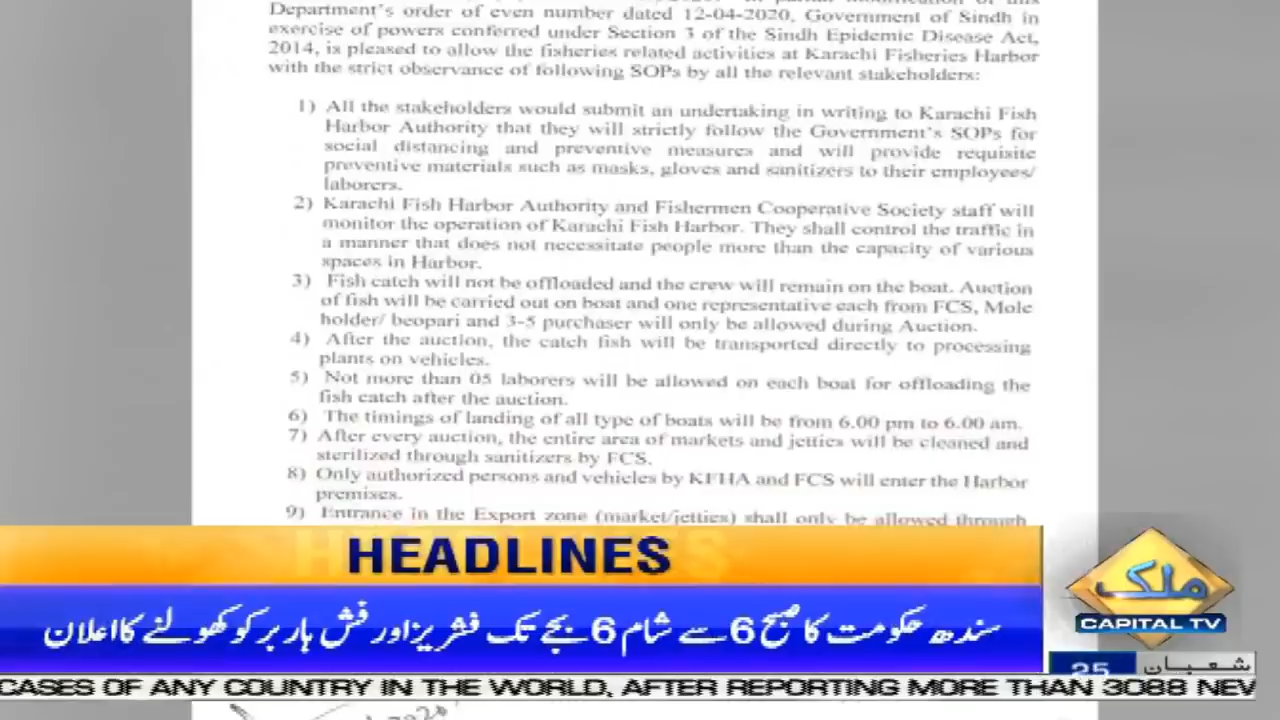 Department's order of even number dated 12-04-2020, Government of Sindh in
exercise of powers conferred under Section 3 of the Sindh Epidemic Disease Act,
2014, is pleased to allow the fisheries related activities at Karachi Fisheries Harbor
with the strict observance of following SOPs by all the relevant stakeholders:
1) All the stakeholders would submit an undertaking in writing to Karachi Fish
Harbor Authority that they will strictly follow the Government's SOPs for
social distancing and preventive measures and will provide requisite
preventive materials such as masks, gloves and sanitizers to their employees/
laborers.
2) Karachi Fish Harbor Authority and Fishermen Cooperative Society staff will
monitor the operation of Karachi Fish Harbor. They shall control the traffic in
a manner that does not necessitate people more than the capacity of various
spaces in Harbor.
3) Fish catch will not be offloaded and the crew will remain on the boat. Auction
of fish will be carried out on boat and one representative each from FCS, Mole
holder/ beopari and 3-5 purchaser will only be allowed during Auction.
4) After the auction, the catch fish will be transported directly to processing
plants on vehicles.
5) Not more than 05 laborers will be allowed on each boat for offloading the
fish catch after the auction.
6) The timings of landing of all type of boats will be from 6.00 pm to 6.00 am.
7) After every auction, the entire area of markets and jetties will be cleaned and
sterilized through sanitizers by FCS.
8) Only authorized persons and vehicles by KFHA and FCS will enter the Harbor
premises.
9) Entrance in the Export zone (market/jetties) shall only be allowed through
HEADLINES
سندھ حکومت کا صبح 6 سے شام 6 بجے تک فشریز اور فش ہاربر کو کھولنے کا اعلان
ملک
CAPITAL TV
25 شعبان
CASES OF ANY COUNTRY IN THE WORLD, AFTER REPORTING MORE THAN 3088 NEW